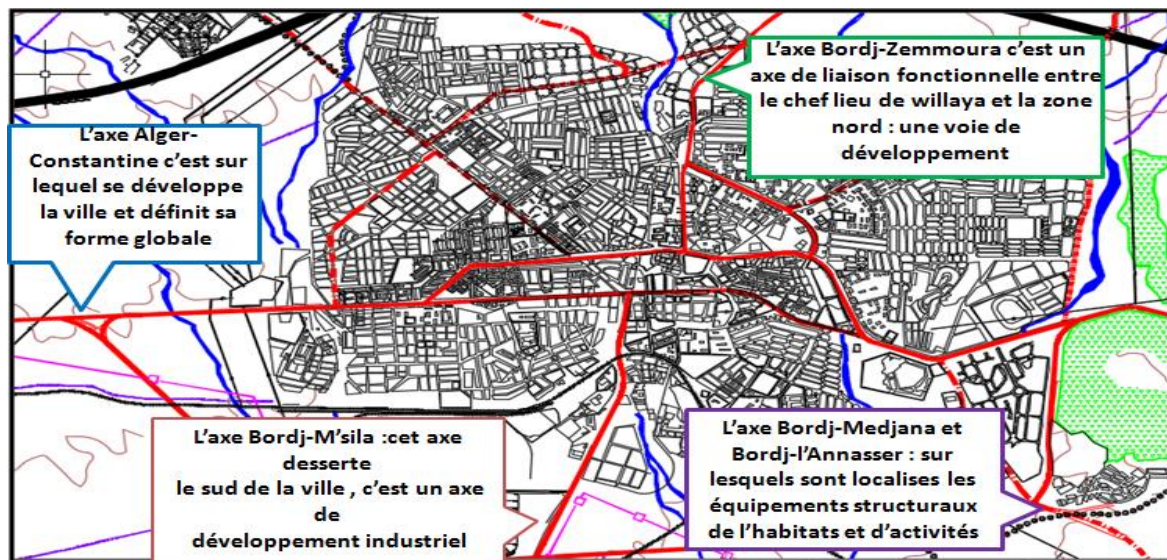 L'axe Alger-
Constantine c'est sur
lequel se développe
la ville et définit sa
forme globale
L'axe Bordj-Zemmoura c'est un
axe de liaison fonctionnelle entre
le chef lieu de willaya et la zone
nord : une voie de
développement
L'axe Bordj-M'sila :cet axe
desserte
le sud de la ville , c'est un axe
de
développement industriel
L'axe Bordj-Medjana et
Bordj-l'Annasser : sur
lesquels sont localises les
équipements structuraux
de l'habitats et d'activités